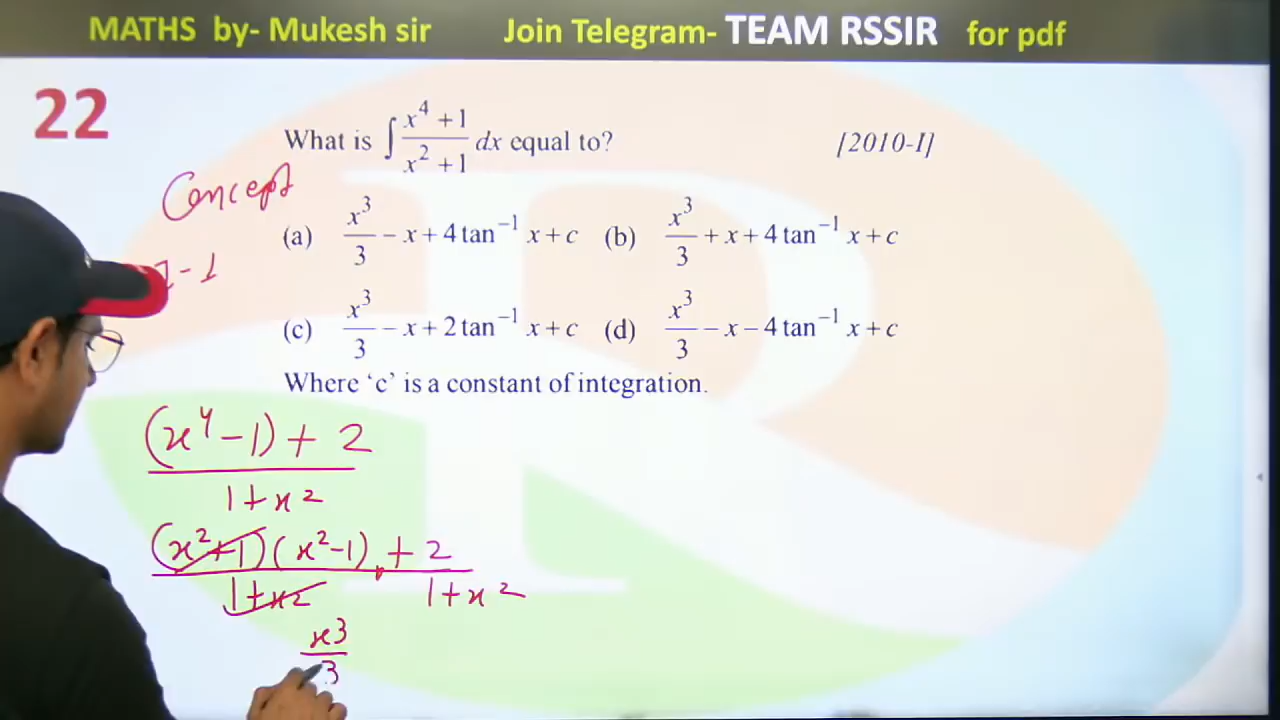 MATHS by- Mukesh sir Join Telegram- TEAM RSSIR for pdf
22
What is ∫ (x⁴ + 1)/(x² + 1) dx equal to? [2010-I]
Concept
1 - 1
(a) x³/3 − x + 4 tan⁻¹ x + c (b) x³/3 + x + 4 tan⁻¹ x + c
(c) x³/3 − x + 2 tan⁻¹ x + c (d) x³/3 − x − 4 tan⁻¹ x + c
Where ‘c’ is a constant of integration.
(x⁴ − 1) + 2
1 + x²
(x² + 1)(x² − 1) + 2
1 + x² 1 + x²
x3
3